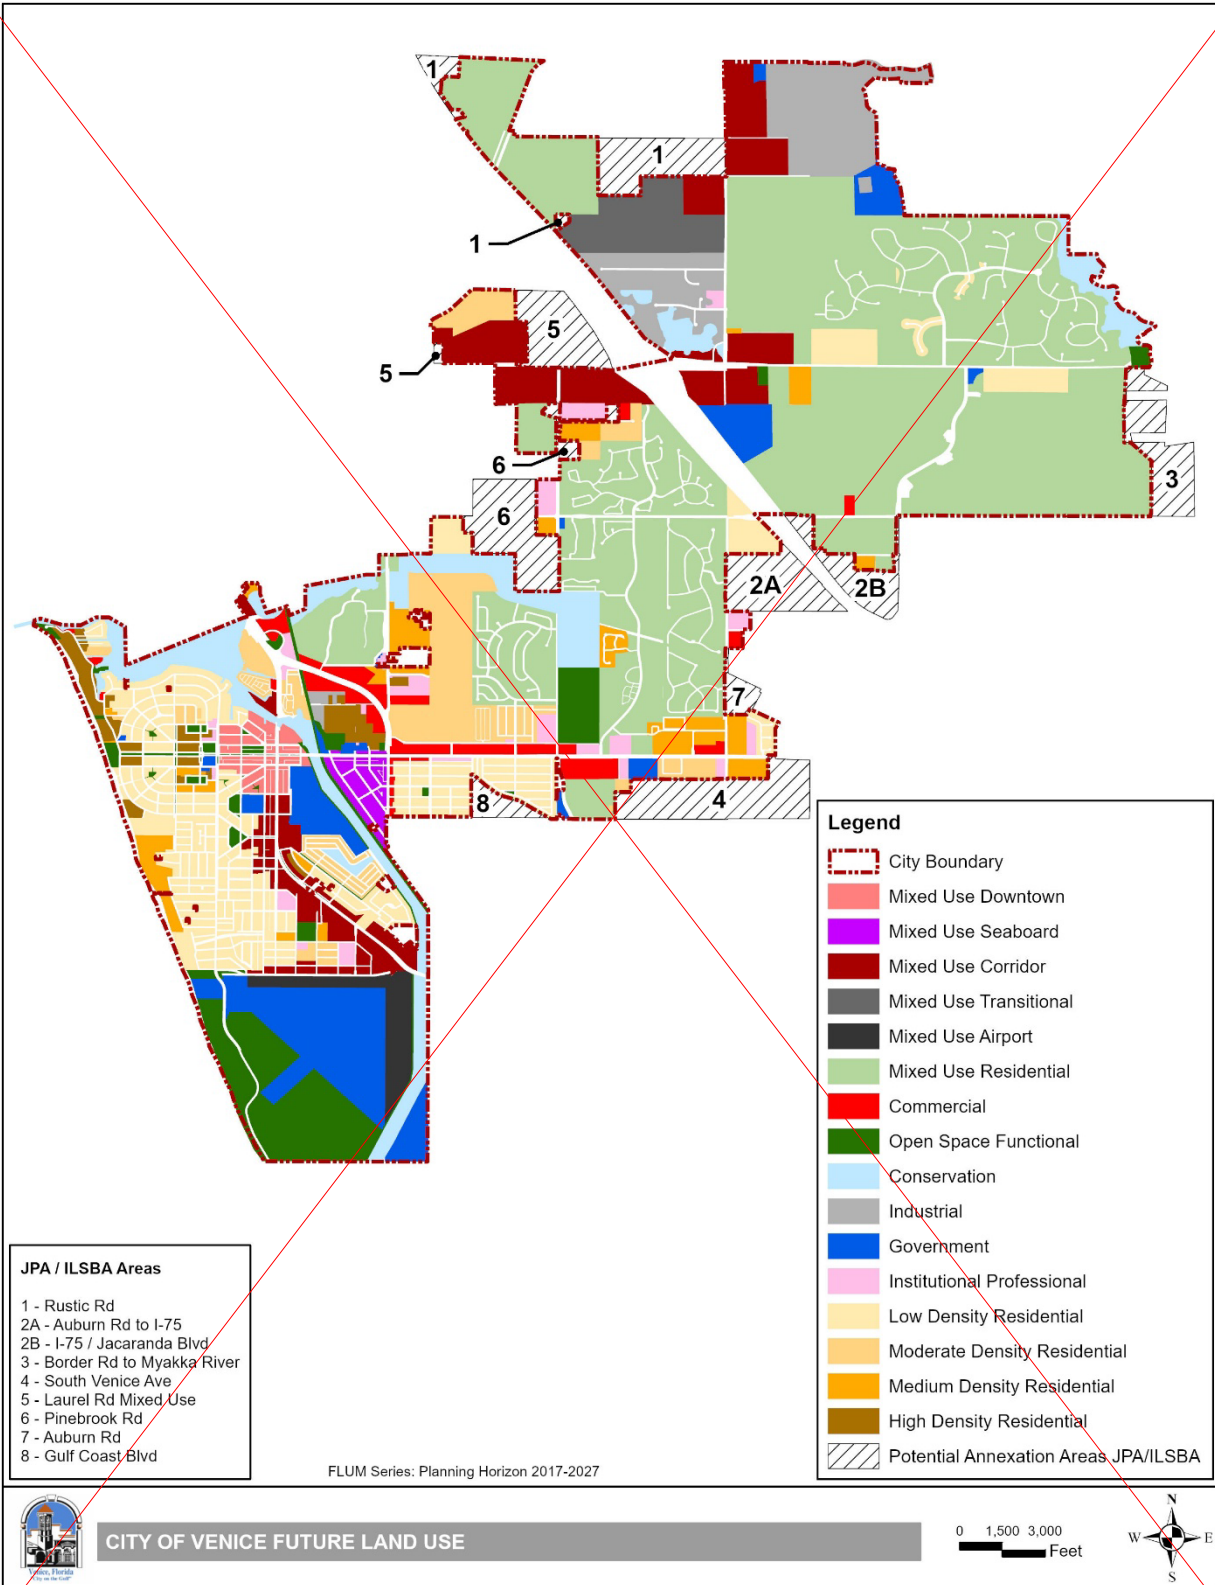 1
1
1
5
5
6
6
3
2A
2B
7
8
4
Legend
City Boundary
Mixed Use Downtown
Mixed Use Seaboard
Mixed Use Corridor
Mixed Use Transitional
Mixed Use Airport
Mixed Use Residential
Commercial
Open Space Functional
Conservation
Industrial
Government
Institutional Professional
Low Density Residential
Moderate Density Residential
Medium Density Residential
High Density Residential
Potential Annexation Areas JPA/ILSBA
JPA / ILSBA Areas
1 - Rustic Rd
2A - Auburn Rd to I-75
2B - I-75 / Jacaranda Blvd
3 - Border Rd to Myakka River
4 - South Venice Ave
5 - Laurel Rd Mixed Use
6 - Pinebrook Rd
7 - Auburn Rd
8 - Gulf Coast Blvd
FLUM Series: Planning Horizon 2017-2027
Venice, Florida
"City on the Gulf"
CITY OF VENICE FUTURE LAND USE
0 1,500 3,000
Feet
N
W E
S